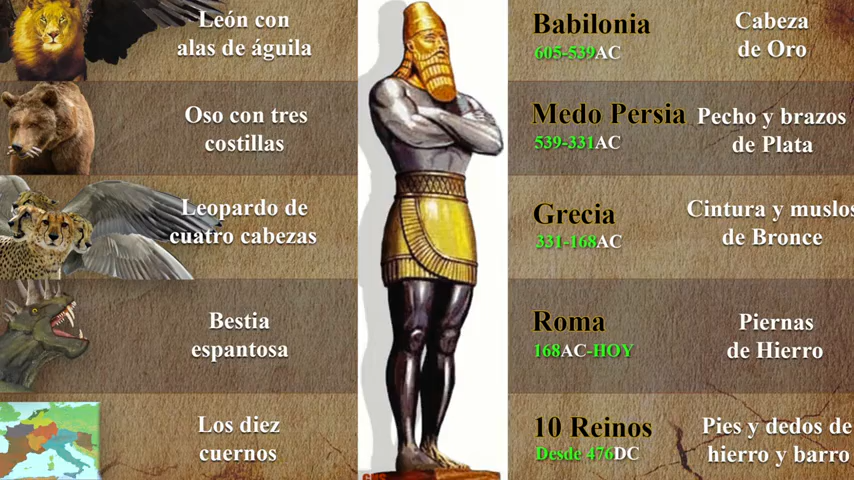 León con
alas de águila
Babilonia
605-539AC
Cabeza
de Oro
Oso con tres
costillas
Medo Persia
539-331AC
Pecho y brazos
de Plata
Leopardo de
cuatro cabezas
Grecia
331-168AC
Cintura y muslos
de Bronce
Bestia
espantosa
Roma
168AC-HOY
Piernas
de Hierro
Los diez
cuernos
10 Reinos
Desde 476DC
Pies y dedos de
hierro y barro